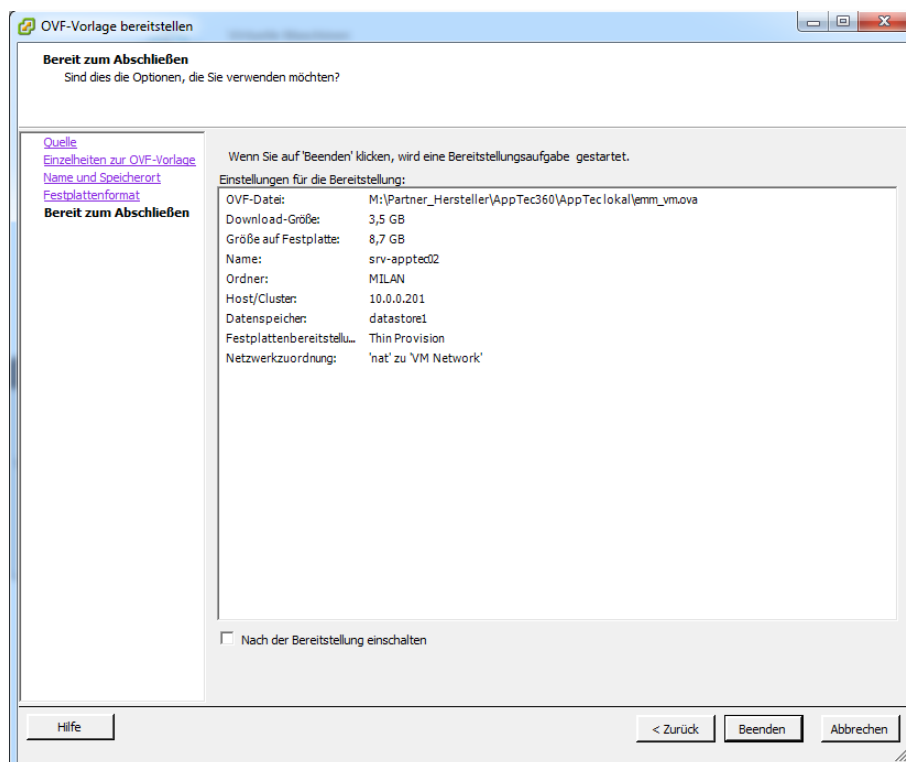 OVF-Vorlage bereitstellen
Bereit zum Abschließen
Sind dies die Optionen, die Sie verwenden möchten?
Quelle
Einzelheiten zur OVF-Vorlage
Name und Speicherort
Festplattenformat
Bereit zum Abschließen
Wenn Sie auf 'Beenden' klicken, wird eine Bereitstellungsaufgabe gestartet.
Einstellungen für die Bereitstellung:
OVF-Datei: M:\Partner_Hersteller\AppTec360\AppTec lokal\emm_vm.ova
Download-Größe: 3,5 GB
Größe auf Festplatte: 8,7 GB
Name: srv-apptec02
Ordner: MILAN
Host/Cluster: 10.0.0.201
Datenspeicher: datastore1
Festplattenbereitstellu... Thin Provision
Netzwerkzuordnung: 'nat' zu 'VM Network'
Nach der Bereitstellung einschalten
Hilfe
< Zurück
Beenden
Abbrechen